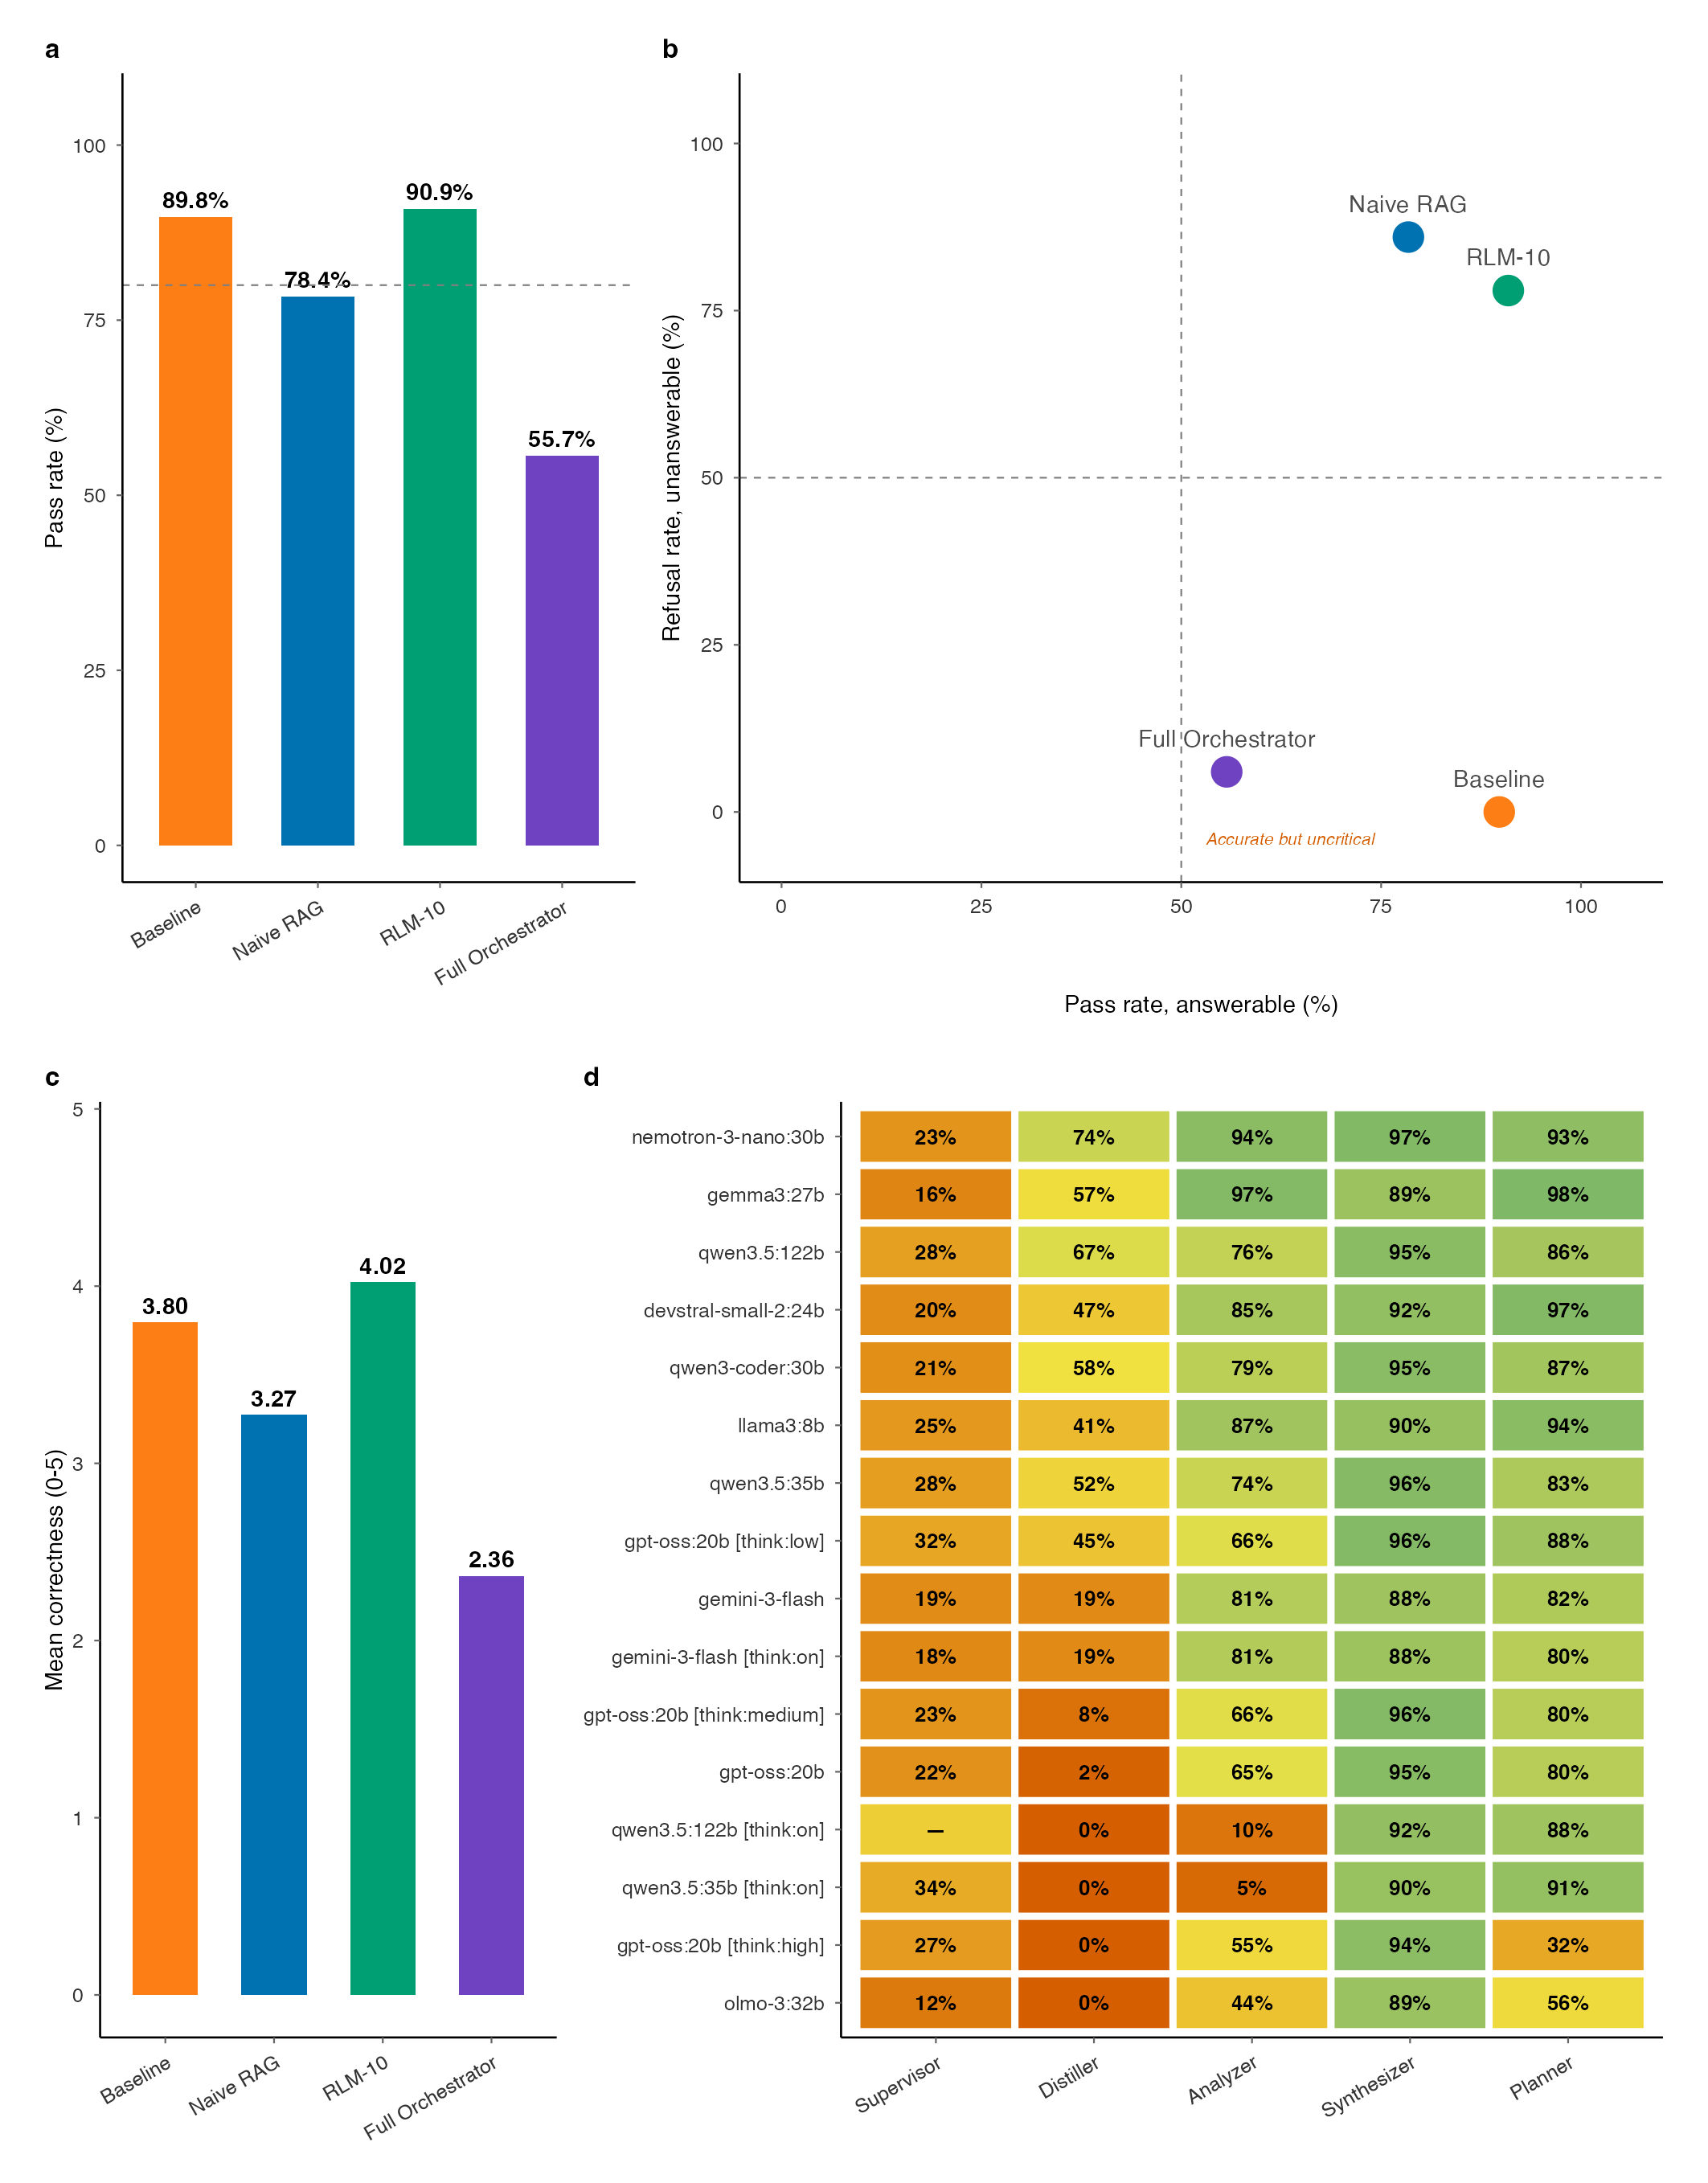 a
Pass rate (%)
100
75
50
25
0
89.8%
78.4%
90.9%
55.7%
Baseline
Naive RAG
RLM-10
Full Orchestrator
b
Refusal rate, unanswerable (%)
100
75
50
25
0
Naive RAG
RLM-10
Full Orchestrator
Baseline
Accurate but uncritical
0 25 50 75 100
Pass rate, answerable (%)
c
Mean correctness (0-5)
5
4
3
2
1
0
3.80
3.27
4.02
2.36
Baseline
Naive RAG
RLM-10
Full Orchestrator
d
nemotron-3-nano:30b 23% 74% 94% 97% 93%
gemma3:27b 16% 57% 97% 89% 98%
qwen3.5:122b 28% 67% 76% 95% 86%
devstral-small-2:24b 20% 47% 85% 92% 97%
qwen3-coder:30b 21% 58% 79% 95% 87%
llama3:8b 25% 41% 87% 90% 94%
qwen3.5:35b 28% 52% 74% 96% 83%
gpt-oss:20b [think:low] 32% 45% 66% 96% 88%
gemini-3-flash 19% 19% 81% 88% 82%
gemini-3-flash [think:on] 18% 19% 81% 88% 80%
gpt-oss:20b [think:medium] 23% 8% 66% 96% 80%
gpt-oss:20b 22% 2% 65% 95% 80%
qwen3.5:122b [think:on] — 0% 10% 92% 88%
qwen3.5:35b [think:on] 34% 0% 5% 90% 91%
gpt-oss:20b [think:high] 27% 0% 55% 94% 32%
olmo-3:32b 12% 0% 44% 89% 56%
Supervisor
Distiller
Analyzer
Synthesizer
Planner